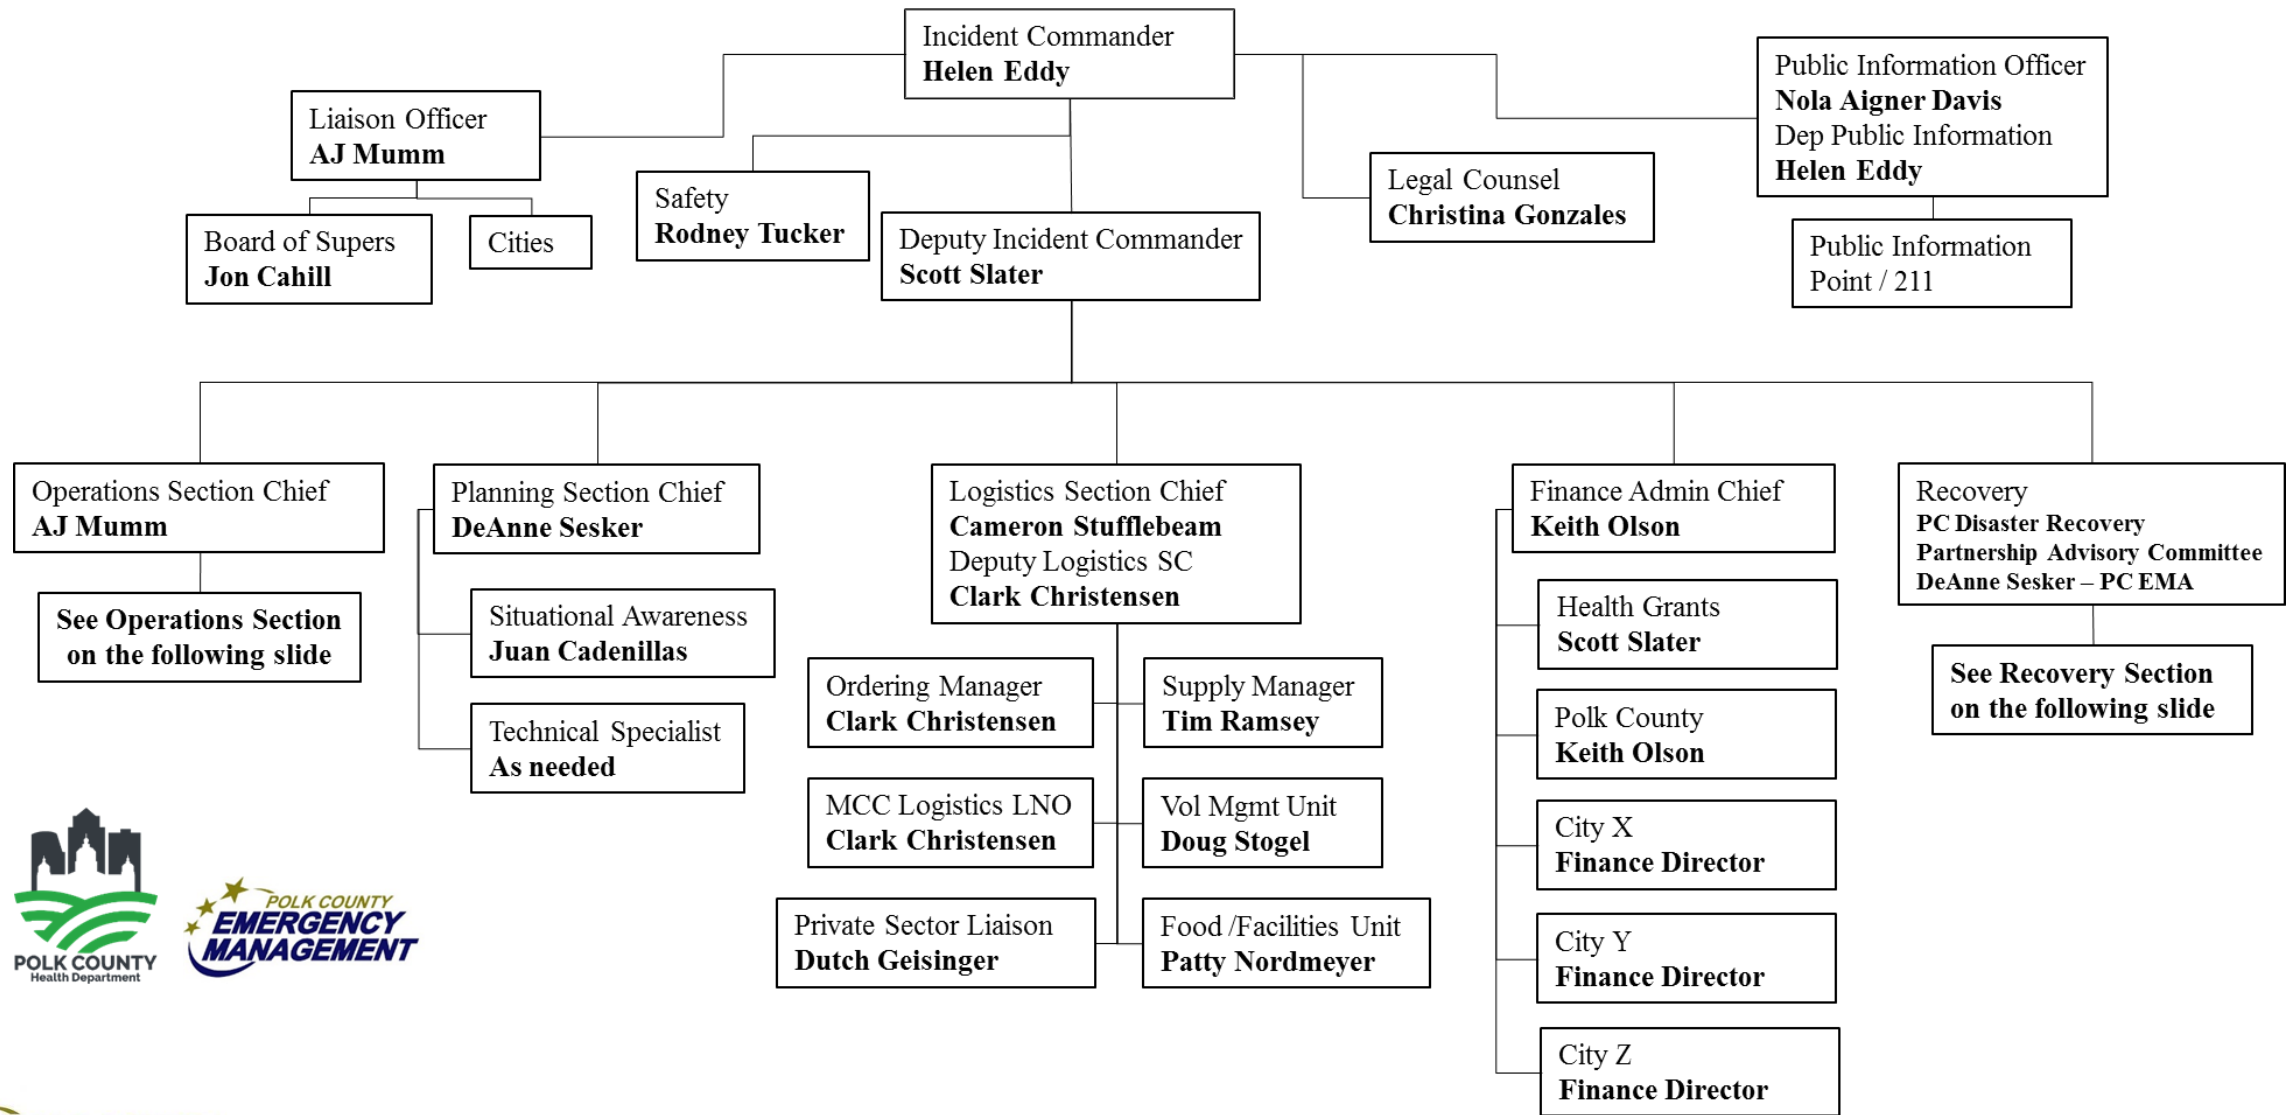 Incident Commander
Helen Eddy
Liaison Officer
AJ Mumm
Board of Supers
Jon Cahill
Cities
Safety
Rodney Tucker
Deputy Incident Commander
Scott Slater
Legal Counsel
Christina Gonzales
Public Information Officer
Nola Aigner Davis
Dep Public Information
Helen Eddy
Public Information
Point / 211
Operations Section Chief
AJ Mumm
See Operations Section
on the following slide
Planning Section Chief
DeAnne Sesker
Situational Awareness
Juan Cadenillas
Technical Specialist
As needed
Logistics Section Chief
Cameron Stufflebeam
Deputy Logistics SC
Clark Christensen
Ordering Manager
Clark Christensen
Supply Manager
Tim Ramsey
MCC Logistics LNO
Clark Christensen
Vol Mgmt Unit
Doug Stogel
Private Sector Liaison
Dutch Geisinger
Food /Facilities Unit
Patty Nordmeyer
Finance Admin Chief
Keith Olson
Health Grants
Scott Slater
Polk County
Keith Olson
City X
Finance Director
City Y
Finance Director
City Z
Finance Director
Recovery
PC Disaster Recovery
Partnership Advisory Committee
DeAnne Sesker – PC EMA
See Recovery Section
on the following slide
POLK COUNTY
Health Department
POLK COUNTY
EMERGENCY
MANAGEMENT